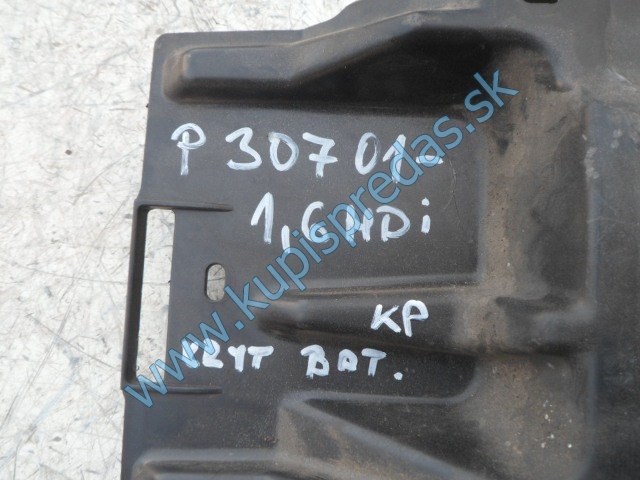 P 307 01-
1,6HDi
KP
KRYT BAT.
www.kupispredas.sk